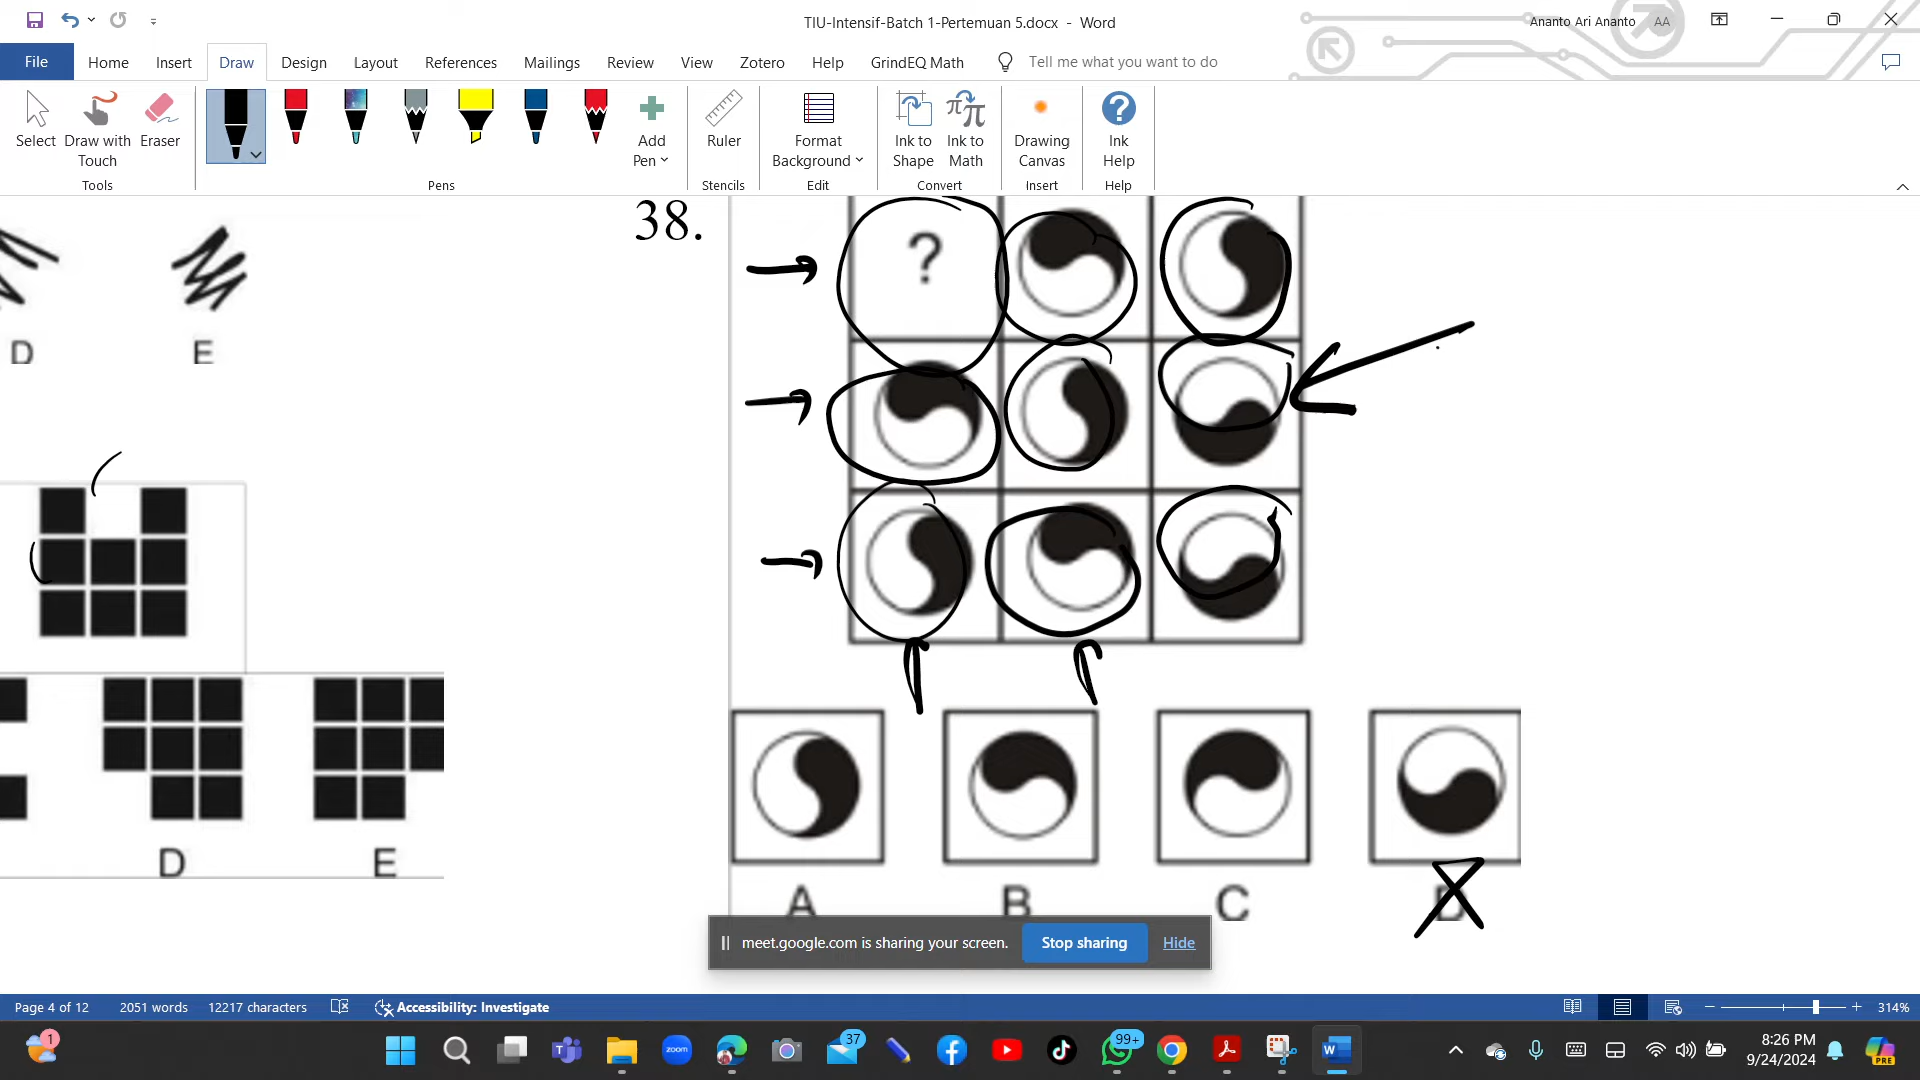 TIU-Intensif-Batch 1-Pertemuan 5.docx - Word
Ananto Ari Ananto
AA
File Home Insert Draw Design Layout References Mailings Review View Zotero Help GrindEQ Math Tell me what you want to do
Select
Draw with Touch
Eraser
Add Pen
Ruler
Format Background
Ink to Shape
Ink to Math
Drawing Canvas
Ink Help
Tools Pens Stencils Edit Convert Insert Help
38.
?
D E
D E
A B C D
meet.google.com is sharing your screen. Stop sharing Hide
Page 4 of 12 2051 words 12217 characters Accessibility: Investigate 314%
1
zoom
37
99+
8:26 PM
9/24/2024
PRE